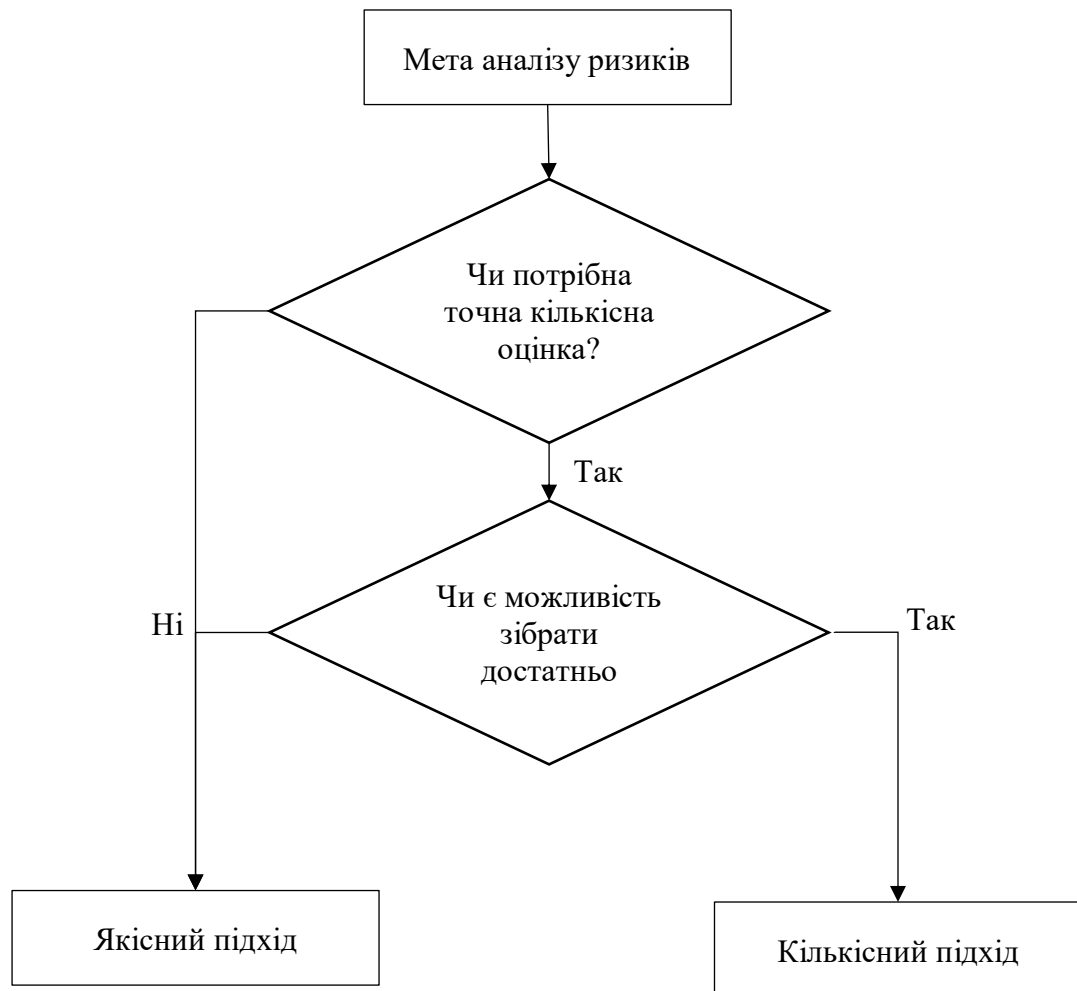 Мета аналізу ризиків
Чи потрібна
точна кількісна
оцінка?
Так
Чи є можливість
зібрати
достатньо
Ні
Так
Якісний підхід
Кількісний підхід